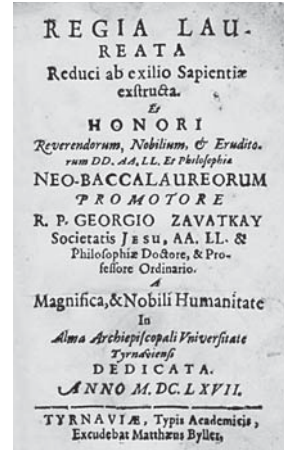 REGIA LAU-
REATA
Reduci ab exilio Sapientiæ
exſtructa.
Et
HONORI
Reverendorum, Nobilium, & Erudito-
rum DD. AA. LL. Et Philoſophiæ
NEO-BACCALAUREORUM
PROMOTORE
R. P. GEORGIO ZAVATKAY
Societatis JESU, AA. LL. &
Philoſophiæ Doctore, & Pro-
feſſore Ordinario.
A
Magnifica, & Nobili Humanitate
In
Alma Archiepiſcopali Univerſitate
Tyrnavienſi
DEDICATA.
ANNO M. DC. LXVII.
TYRNAVIÆ, Typis Academicis,
Excudebat Matthæus Byller,